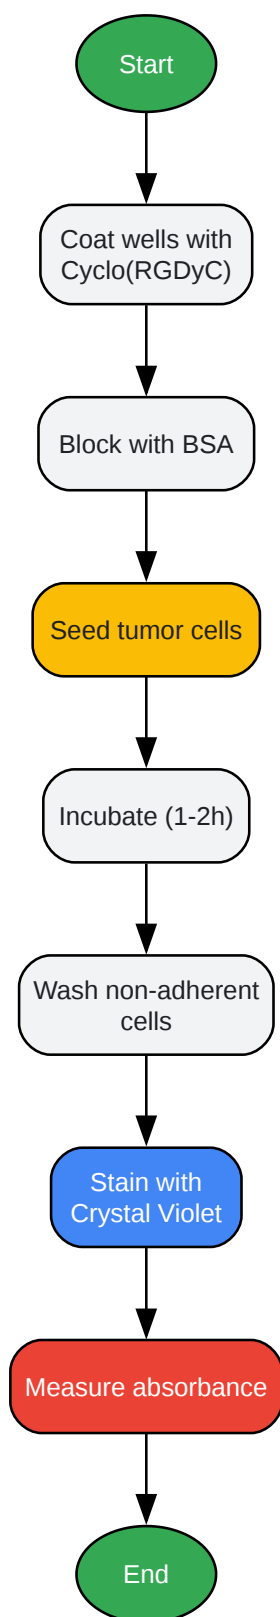 Start
Coat wells with
Cyclo(RGDyC)
Block with BSA
Seed tumor cells
Incubate (1-2h)
Wash non-adherent
cells
Stain with
Crystal Violet
Measure absorbance
End